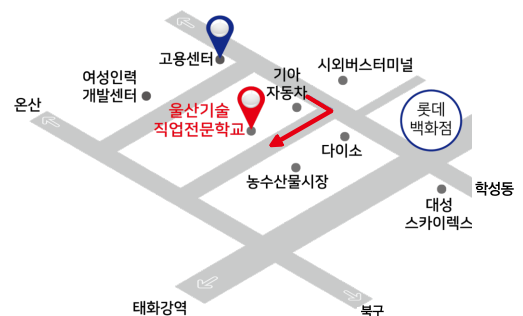 고용센터
시외버스터미널
기아
자동차
여성인력
개발센터
온산
울산기술
직업전문학교
롯데
백화점
다이소
농수산물시장
학성동
대성
스카이렉스
태화강역
북구